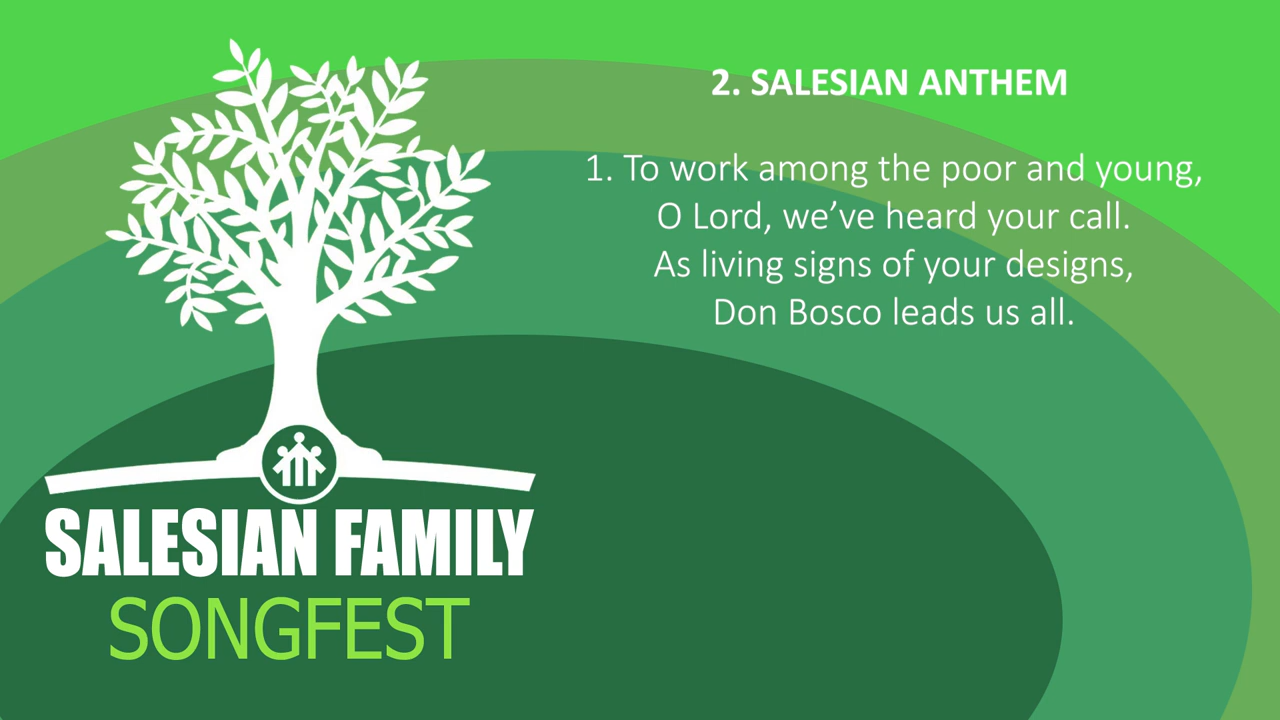 2. SALESIAN ANTHEM
1. To work among the poor and young,
O Lord, we’ve heard your call.
As living signs of your designs,
Don Bosco leads us all.
SALESIAN FAMILY
SONGFEST